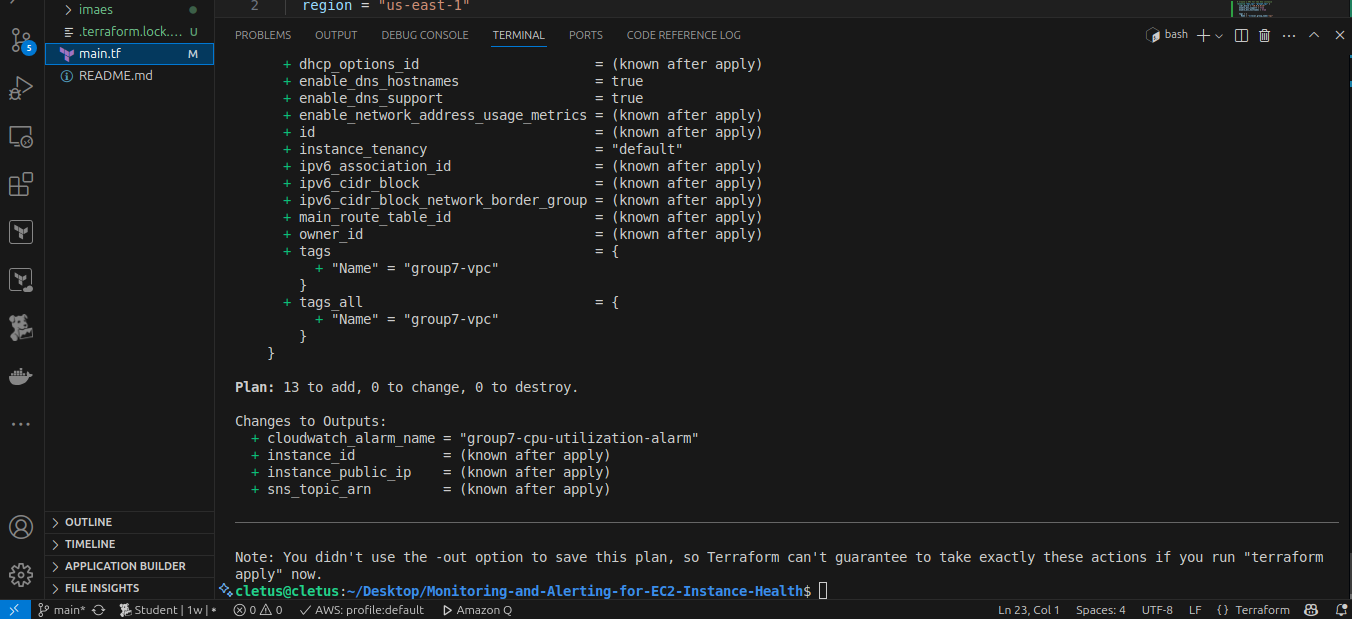 imaes
.terraform.lock.... U
main.tf M
README.md
5
OUTLINE
TIMELINE
APPLICATION BUILDER
FILE INSIGHTS
2 region = "us-east-1"
PROBLEMS OUTPUT DEBUG CONSOLE TERMINAL PORTS CODE REFERENCE LOG bash
+ dhcp_options_id = (known after apply)
+ enable_dns_hostnames = true
+ enable_dns_support = true
+ enable_network_address_usage_metrics = (known after apply)
+ id = (known after apply)
+ instance_tenancy = "default"
+ ipv6_association_id = (known after apply)
+ ipv6_cidr_block = (known after apply)
+ ipv6_cidr_block_network_border_group = (known after apply)
+ main_route_table_id = (known after apply)
+ owner_id = (known after apply)
+ tags = {
+ "Name" = "group7-vpc"
}
+ tags_all = {
+ "Name" = "group7-vpc"
}
}
Plan: 13 to add, 0 to change, 0 to destroy.
Changes to Outputs:
+ cloudwatch_alarm_name = "group7-cpu-utilization-alarm"
+ instance_id = (known after apply)
+ instance_public_ip = (known after apply)
+ sns_topic_arn = (known after apply)
Note: You didn't use the -out option to save this plan, so Terraform can't guarantee to take exactly these actions if you run "terraform
apply" now.
cletus@cletus:~/Desktop/Monitoring-and-Alerting-for-EC2-Instance-Health$
main* Student | 1w | • 0 0 AWS: profile:default Amazon Q Ln 23, Col 1 Spaces: 4 UTF-8 LF {} Terraform